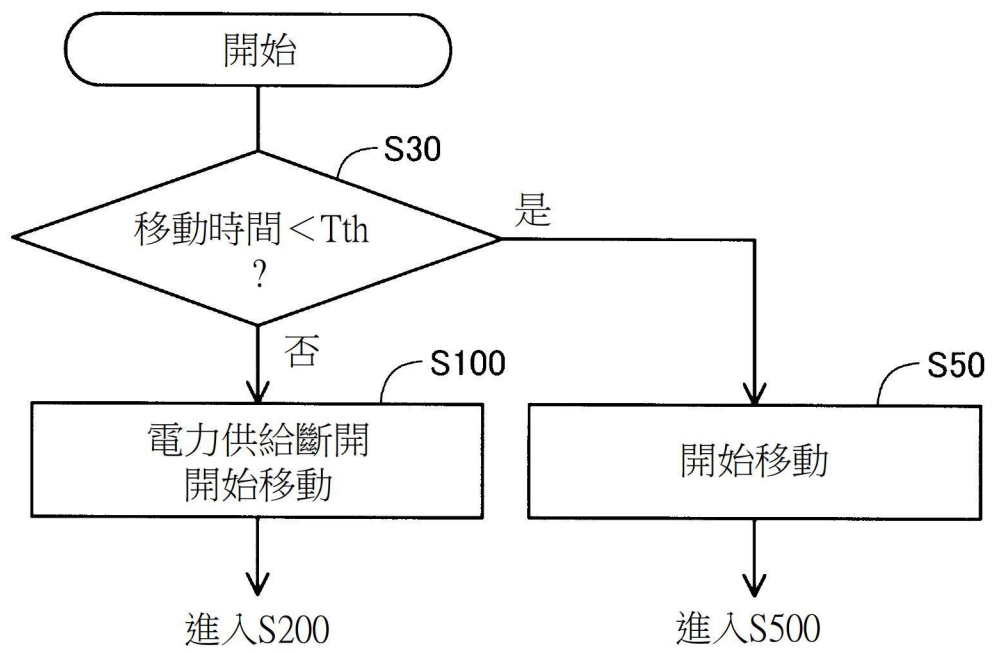 開始
S30
移動時間＜Tth
?
是
否
S100
電力供給斷開
開始移動
S50
開始移動
進入S200
進入S500